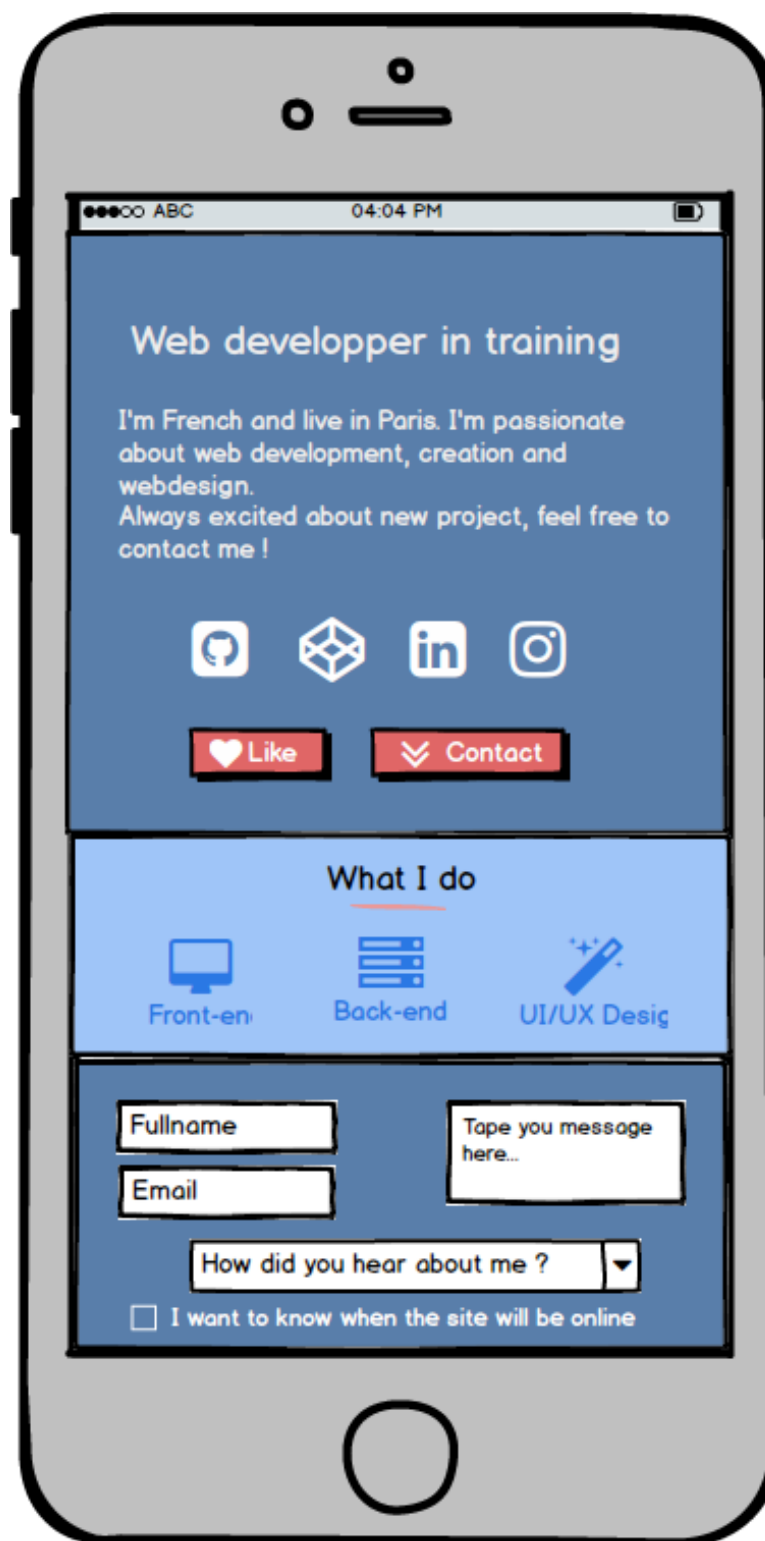 ABC 04:04 PM
Web developper in training
I'm French and live in Paris. I'm passionate
about web development, creation and
webdesign.
Always excited about new project, feel free to
contact me !
in
Like Contact
What I do
Front-en Back-end UI/UX Desig
Fullname
Tape you message
here...
Email
How did you hear about me ?
I want to know when the site will be online